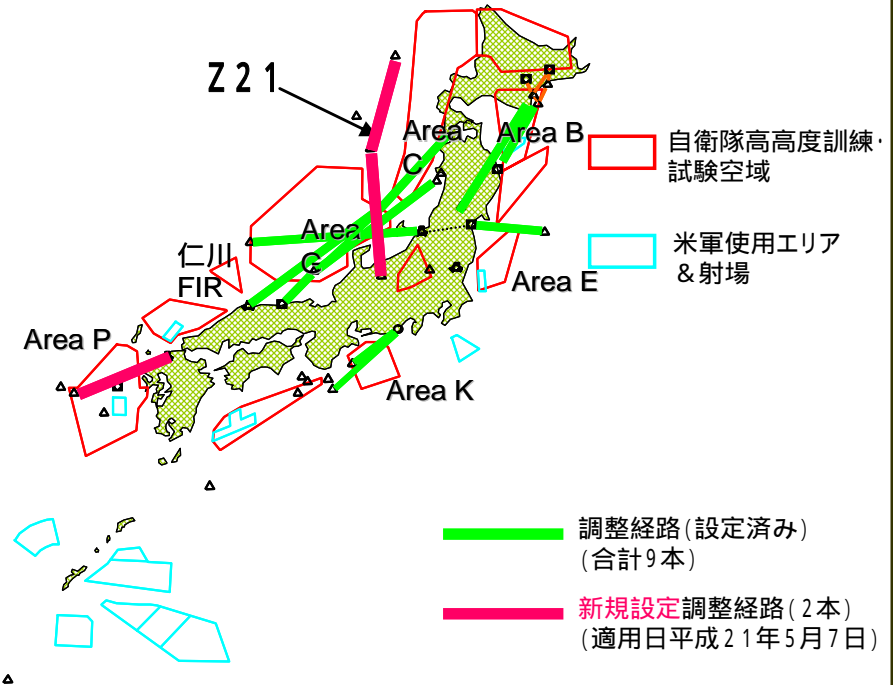 Z21
Area
C
Area B
自衛隊高高度訓練・
試験空域
Area
G
仁川
FIR
米軍使用エリア
&射場
Area E
Area P
Area K
調整経路(設定済み)
(合計9本)
新規設定調整経路(2本)
(適用日平成21年5月7日)